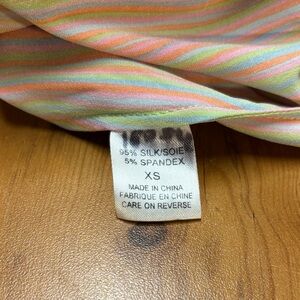 95% SILK/SOIE
5% SPANDEX
XS
MADE IN CHINA
FABRIQUE EN CHINE
CARE ON REVERSE